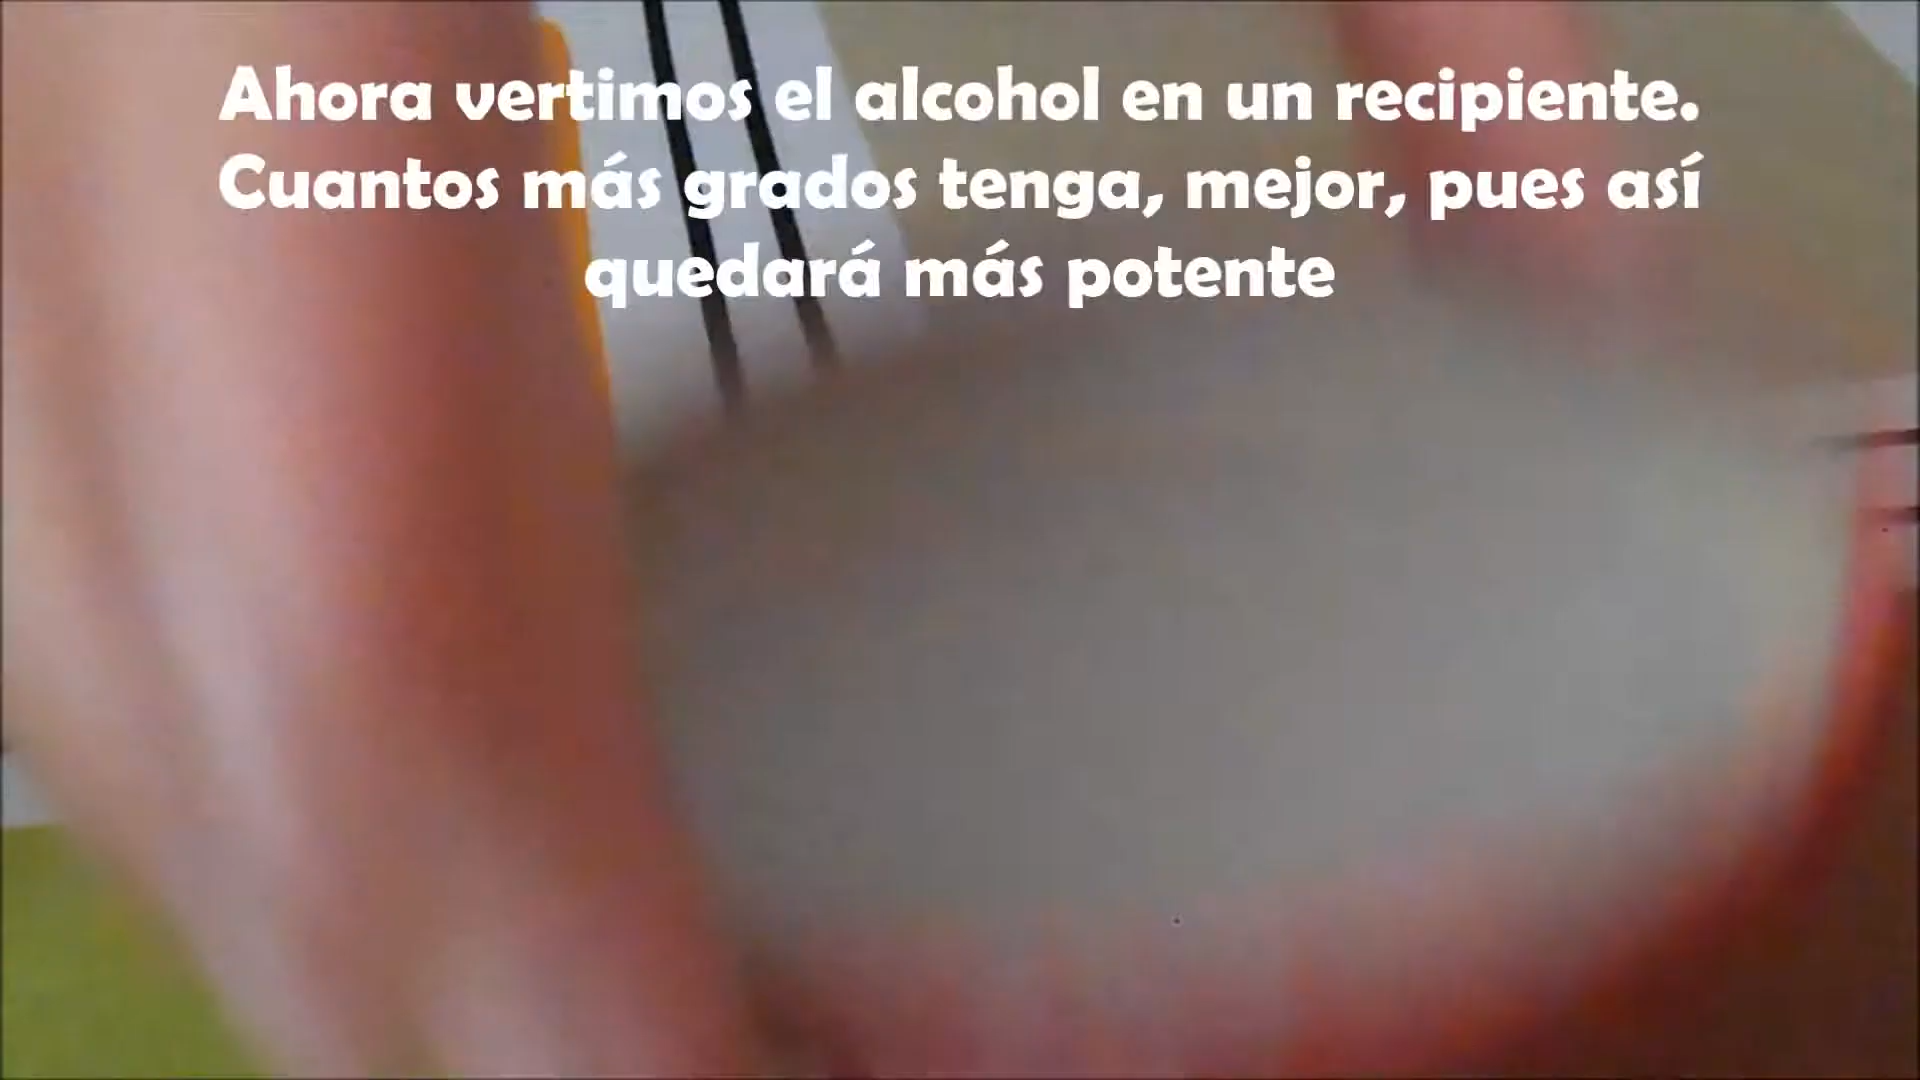 Ahora vertimos el alcohol en un recipiente.
Cuantos más grados tenga, mejor, pues así
quedará más potente